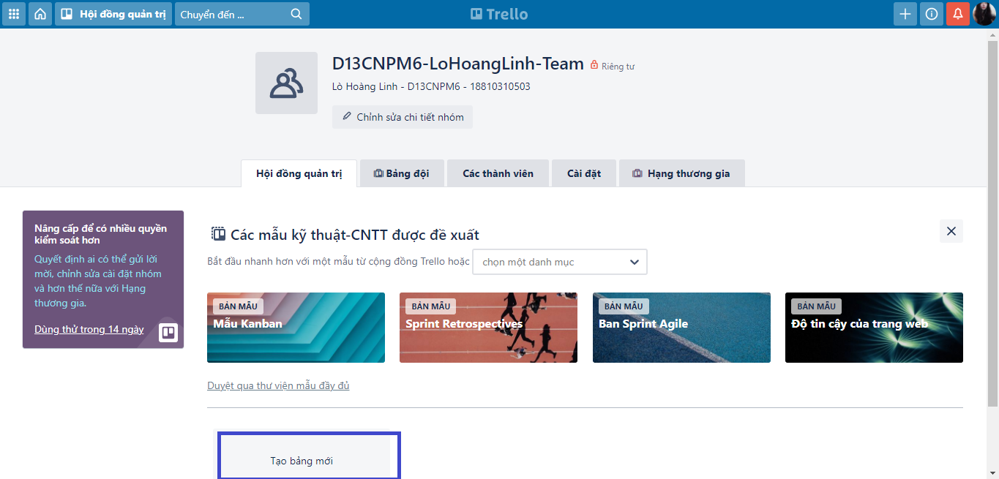 Hội đồng quản trị
Chuyển đến ...
Trello
D13CNPM6-LoHoangLinh-Team
Riêng tư
Lò Hoàng Linh - D13CNPM6 - 18810310503
Chỉnh sửa chi tiết nhóm
Hội đồng quản trị
Bảng đội
Các thành viên
Cài đặt
Hạng thương gia
Nâng cấp để có nhiều quyền
kiểm soát hơn
Quyết định ai có thể gửi lời
mời, chỉnh sửa cài đặt nhóm
và hơn thế nữa với Hạng
thương gia.
Dùng thử trong 14 ngày
Các mẫu kỹ thuật-CNTT được đề xuất
Bắt đầu nhanh hơn với một mẫu từ cộng đồng Trello hoặc
chọn một danh mục
BẢN MẪU
Mẫu Kanban
BẢN MẪU
Sprint Retrospectives
BẢN MẪU
Ban Sprint Agile
BẢN MẪU
Độ tin cậy của trang web
Duyệt qua thư viện mẫu đầy đủ
Tạo bảng mới